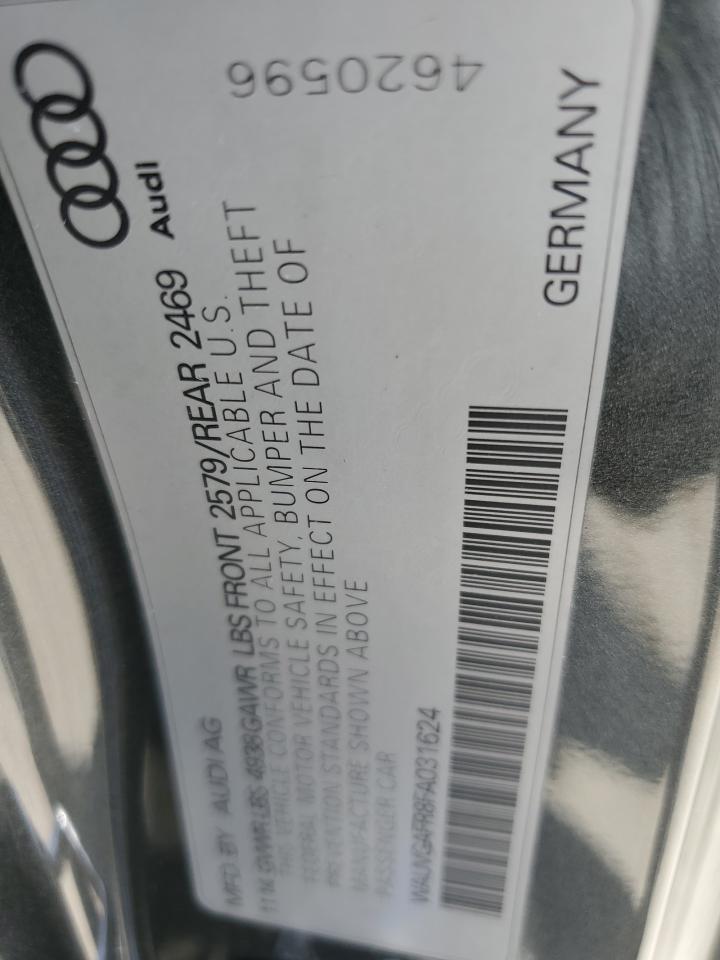 MFD. BY AUDI AG
11.14 GVWR LBS 4938 GAWR LBS FRONT 2579/REAR 2469
THIS VEHICLE CONFORMS TO ALL APPLICABLE U.S.
FEDERAL MOTOR VEHICLE SAFETY, BUMPER AND THEFT
PREVENTION STANDARDS IN EFFECT ON THE DATE OF
MANUFACTURE SHOWN ABOVE
PASSENGER CAR
Audi
4620596
GERMANY